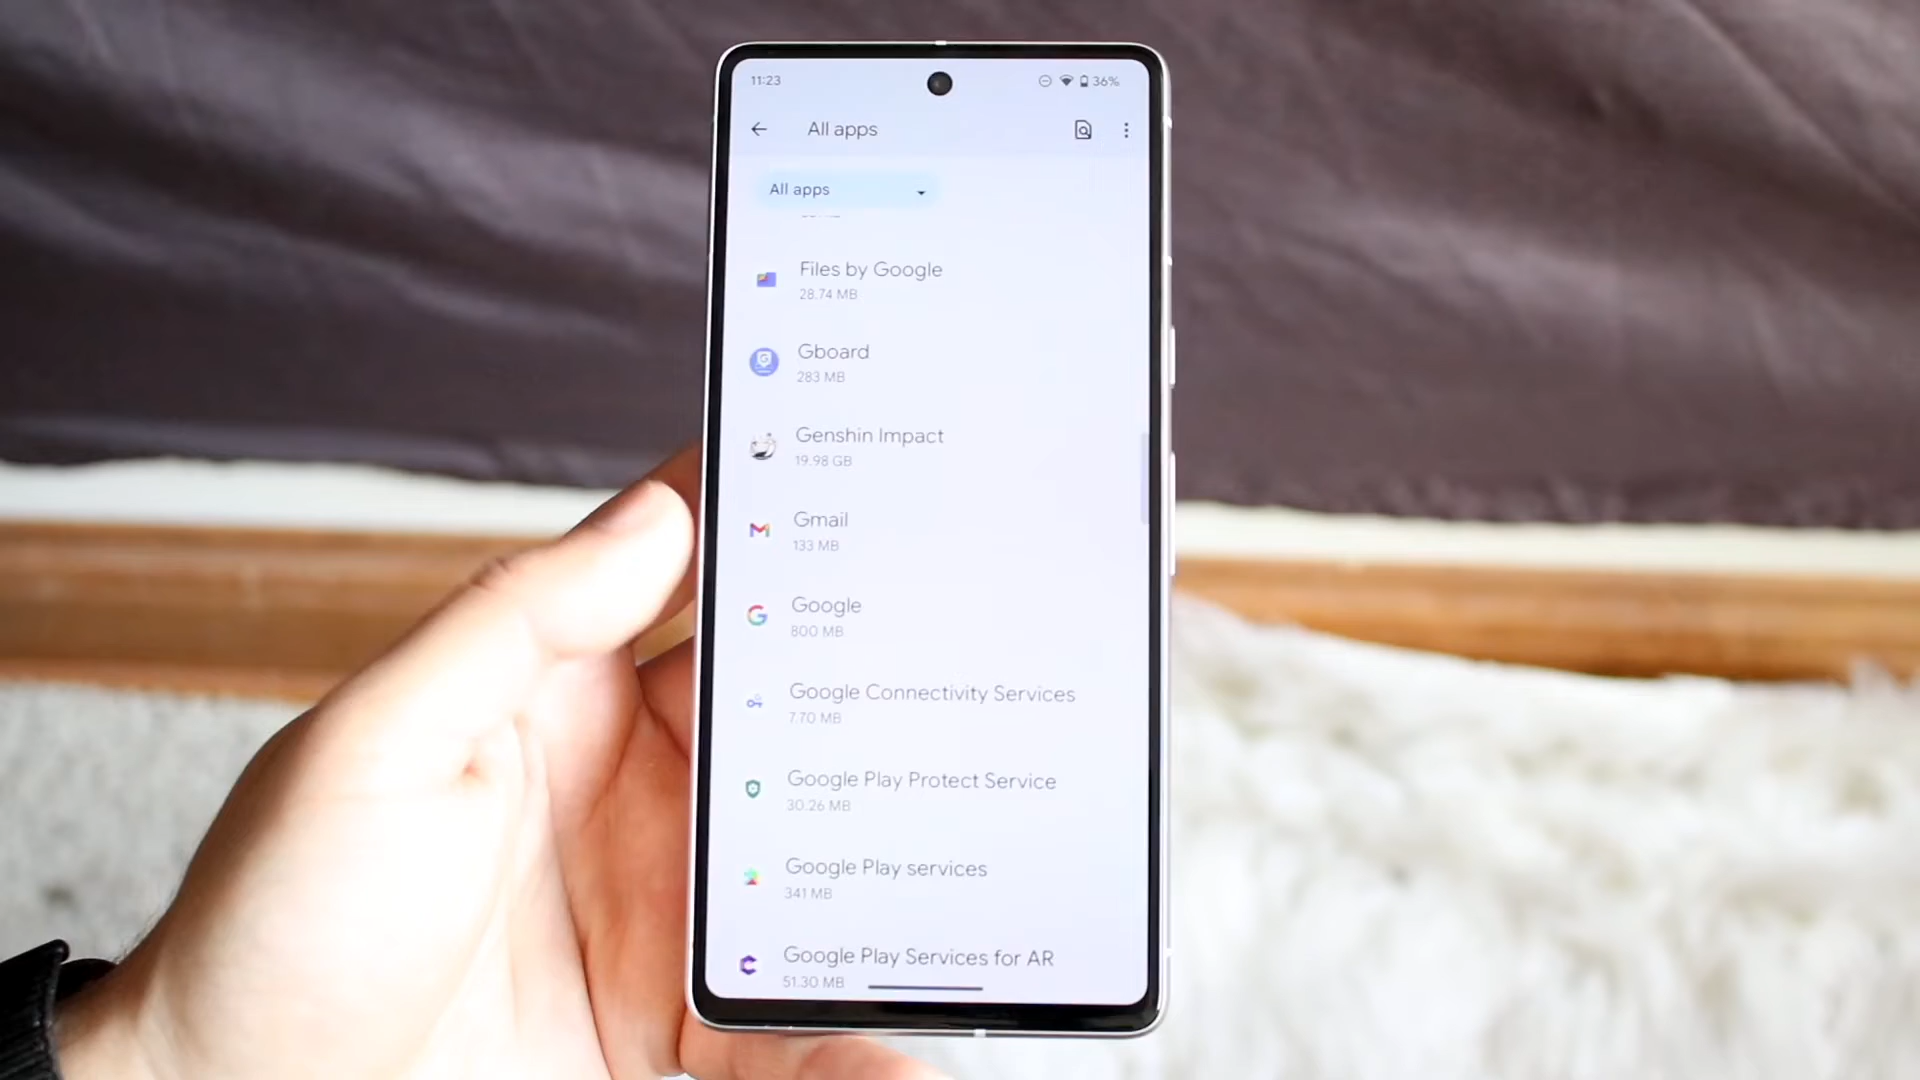 11:23
36%
All apps
All apps
Files by Google
28.74 MB
Gboard
283 MB
Genshin Impact
19.98 GB
Gmail
133 MB
Google
800 MB
Google Connectivity Services
7.70 MB
Google Play Protect Service
30.26 MB
Google Play services
341 MB
Google Play Services for AR
51.30 MB